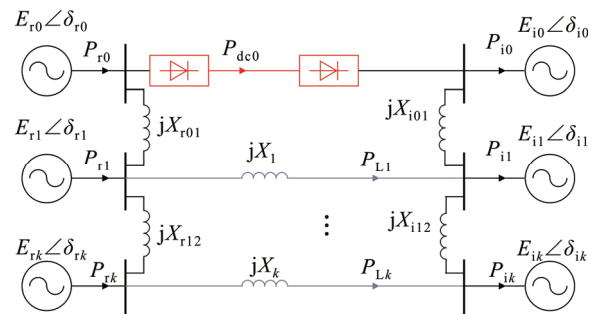 E_r0∠δ_r0 P_r0 P_dc0 P_i0 E_i0∠δ_i0
jX_r01 jX_i01
E_r1∠δ_r1 P_r1 jX_1 P_L1 P_i1 E_i1∠δ_i1
jX_r12 ⋮ jX_i12
E_rk∠δ_rk P_rk jX_k P_Lk P_ik E_ik∠δ_ik